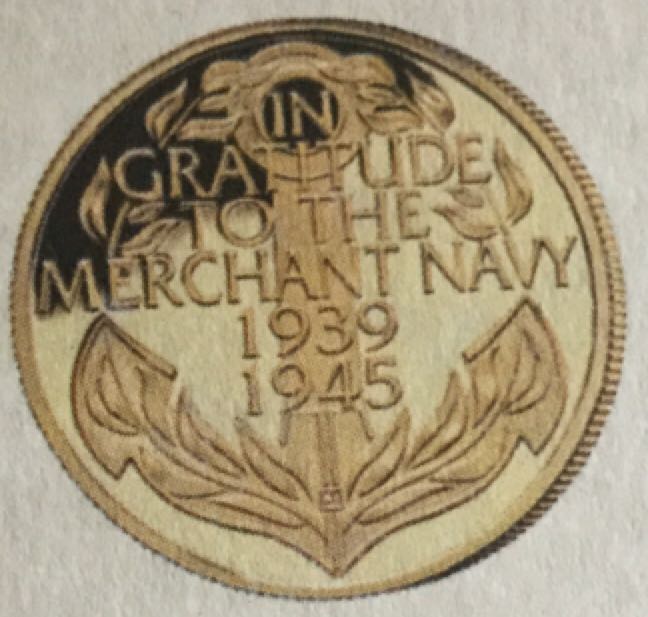 IN
GRATITUDE
TO THE
MERCHANT NAVY
1939
1945